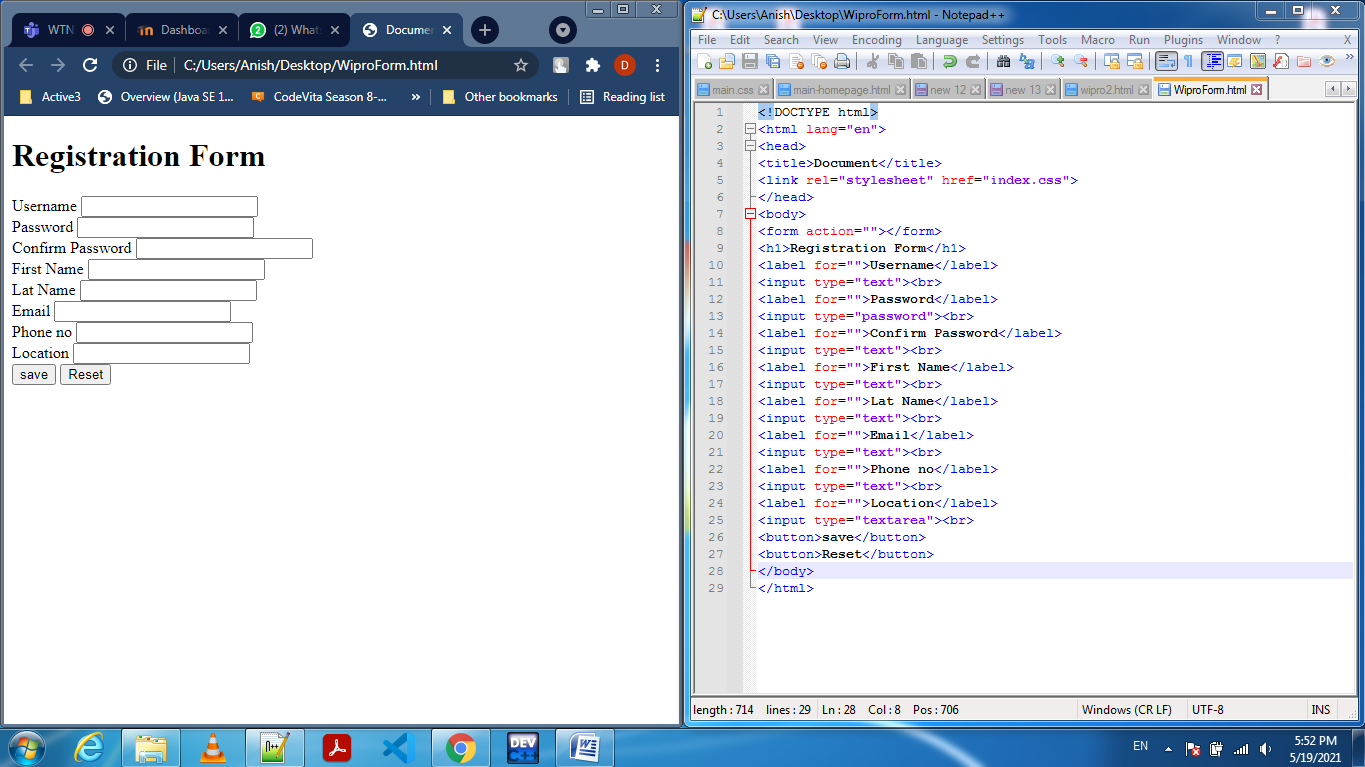 WTN
Dashboa
(2) What
Docume
File
C:/Users/Anish/Desktop/WiproForm.html
D
Active3
Overview (Java SE 1...
CodeVita Season 8-...
»
Other bookmarks
Reading list
Registration Form
Username
Password
Confirm Password
First Name
Lat Name
Email
Phone no
Location
save Reset
C:\Users\Anish\Desktop\WiproForm.html - Notepad++
File Edit Search View Encoding Language Settings Tools Macro Run Plugins Window ? X
main.css main-homepage.html new 12 new 13 wipro2.html WiproForm.html
1 <!DOCTYPE html>
2 <html lang="en">
3 <head>
4 <title>Document</title>
5 <link rel="stylesheet" href="index.css">
6 </head>
7 <body>
8 <form action=""></form>
9 <h1>Registration Form</h1>
10 <label for="">Username</label>
11 <input type="text"><br>
12 <label for="">Password</label>
13 <input type="password"><br>
14 <label for="">Confirm Password</label>
15 <input type="text"><br>
16 <label for="">First Name</label>
17 <input type="text"><br>
18 <label for="">Lat Name</label>
19 <input type="text"><br>
20 <label for="">Email</label>
21 <input type="text"><br>
22 <label for="">Phone no</label>
23 <input type="text"><br>
24 <label for="">Location</label>
25 <input type="textarea"><br>
26 <button>save</button>
27 <button>Reset</button>
28 </body>
29 </html>
length : 714 lines : 29 Ln : 28 Col : 8 Pos : 706 Windows (CR LF) UTF-8 INS
DEV C++
EN
5:52 PM
5/19/2021